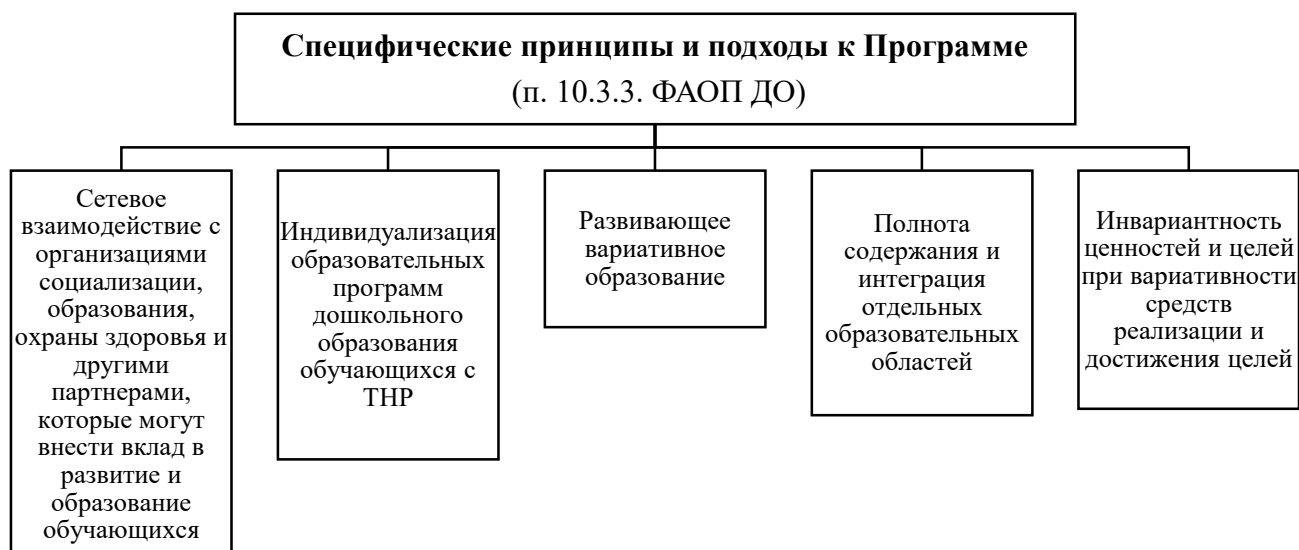 Специфические принципы и подходы к Программе
(п. 10.3.3. ФАОП ДО)
Сетевое
взаимодействие с
организациями
социализации,
образования,
охраны здоровья и
другими
партнерами,
которые могут
внести вклад в
развитие и
образование
обучающихся
Индивидуализация
образовательных
программ
дошкольного
образования
обучающихся с
ТНР
Развивающее
вариативное
образование
Полнота
содержания и
интеграция
отдельных
образовательных
областей
Инвариантность
ценностей и целей
при вариативности
средств
реализации и
достижения целей